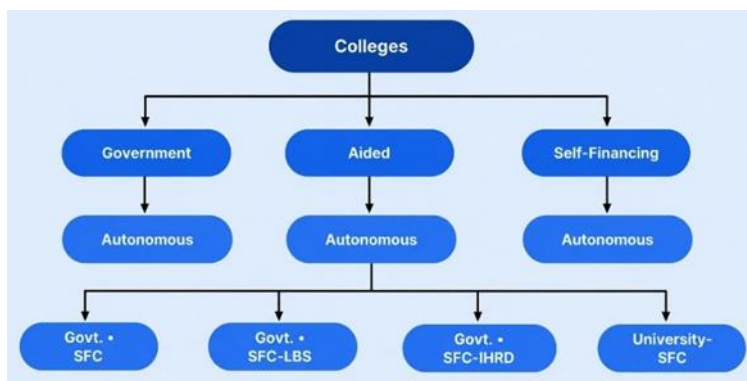 Colleges
Government
Aided
Self-Financing
Autonomous
Autonomous
Autonomous
Govt. •
SFC
Govt. •
SFC-LBS
Govt. •
SFC-IHRD
University-
SFC